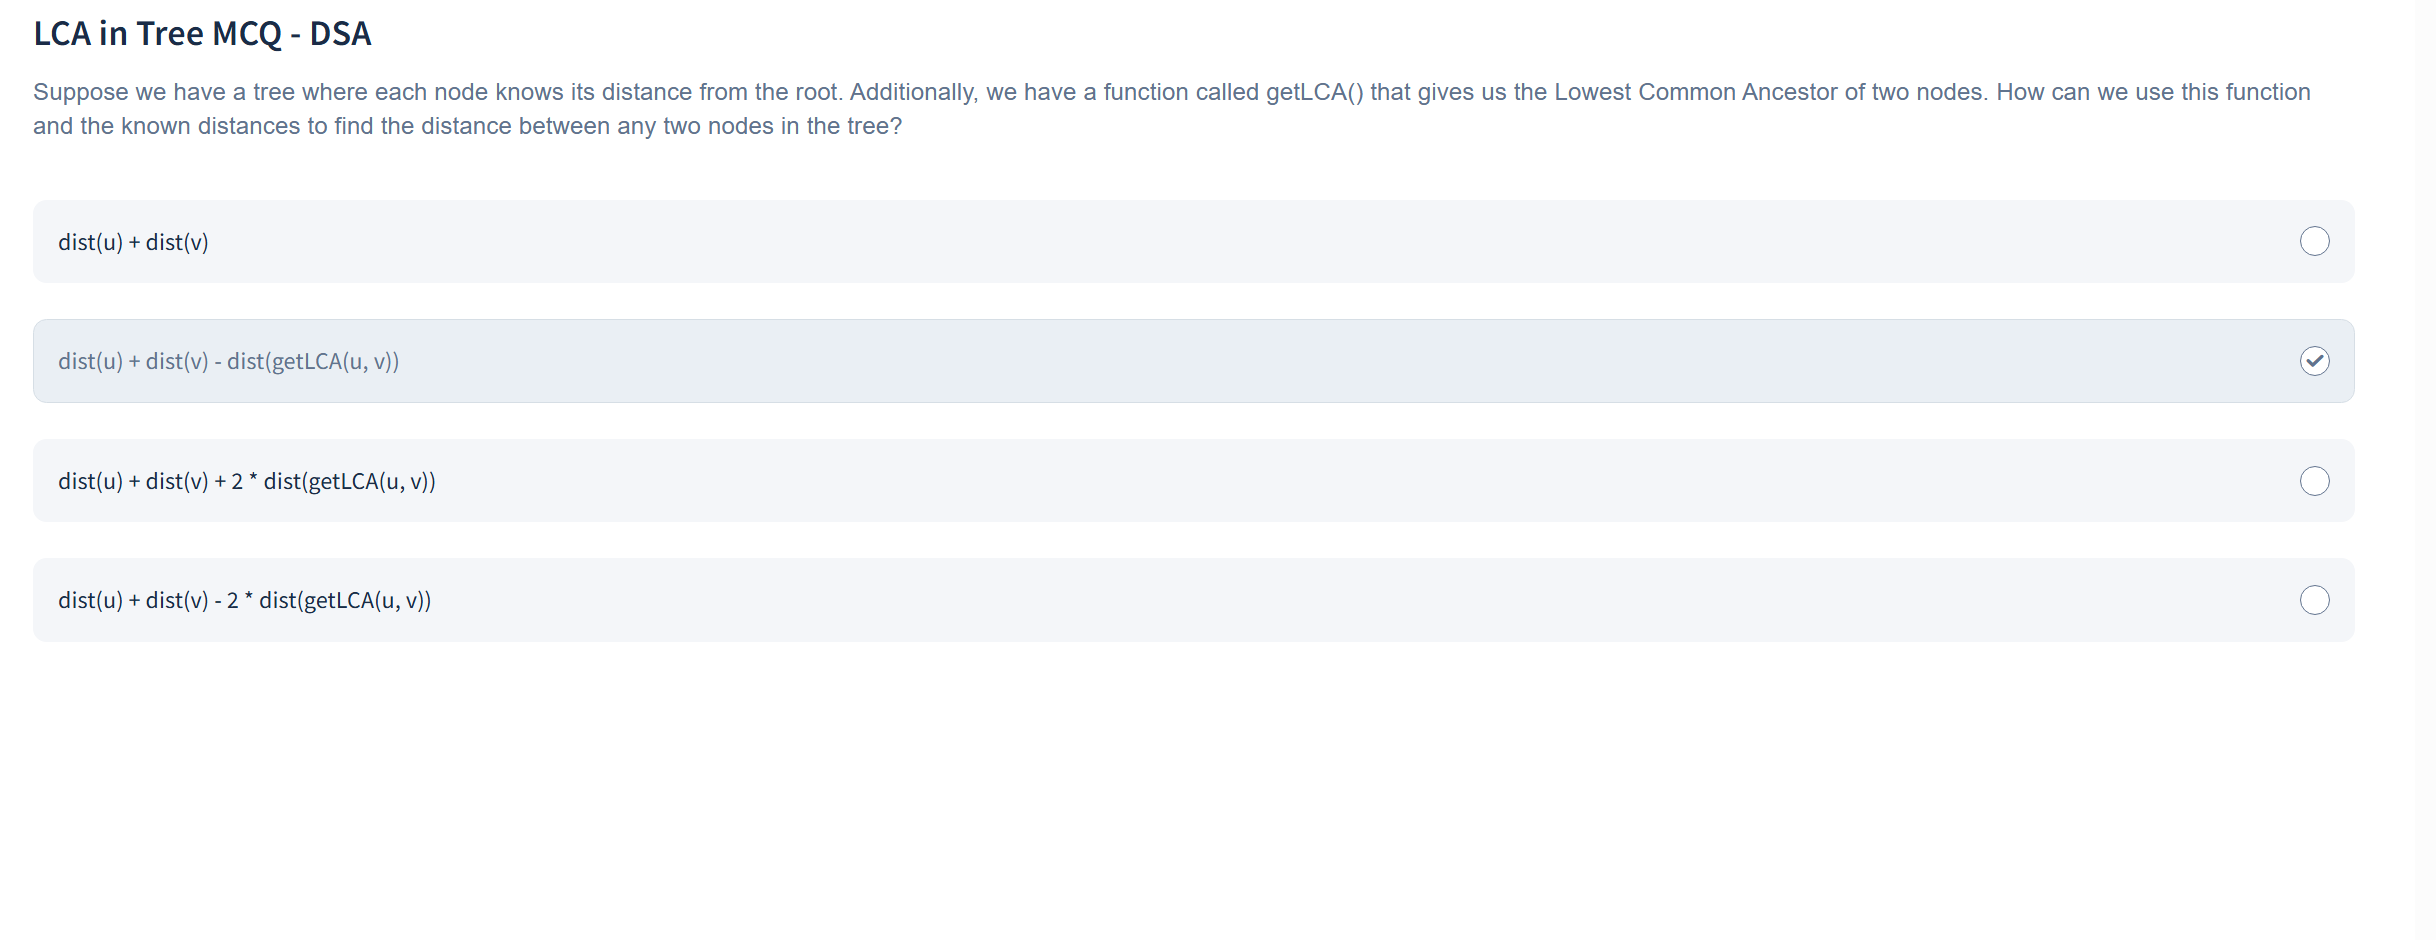 LCA in Tree MCQ - DSA
Suppose we have a tree where each node knows its distance from the root. Additionally, we have a function called getLCA() that gives us the Lowest Common Ancestor of two nodes. How can we use this function
and the known distances to find the distance between any two nodes in the tree?
dist(u) + dist(v)
dist(u) + dist(v) - dist(getLCA(u, v))
dist(u) + dist(v) + 2 * dist(getLCA(u, v))
dist(u) + dist(v) - 2 * dist(getLCA(u, v))